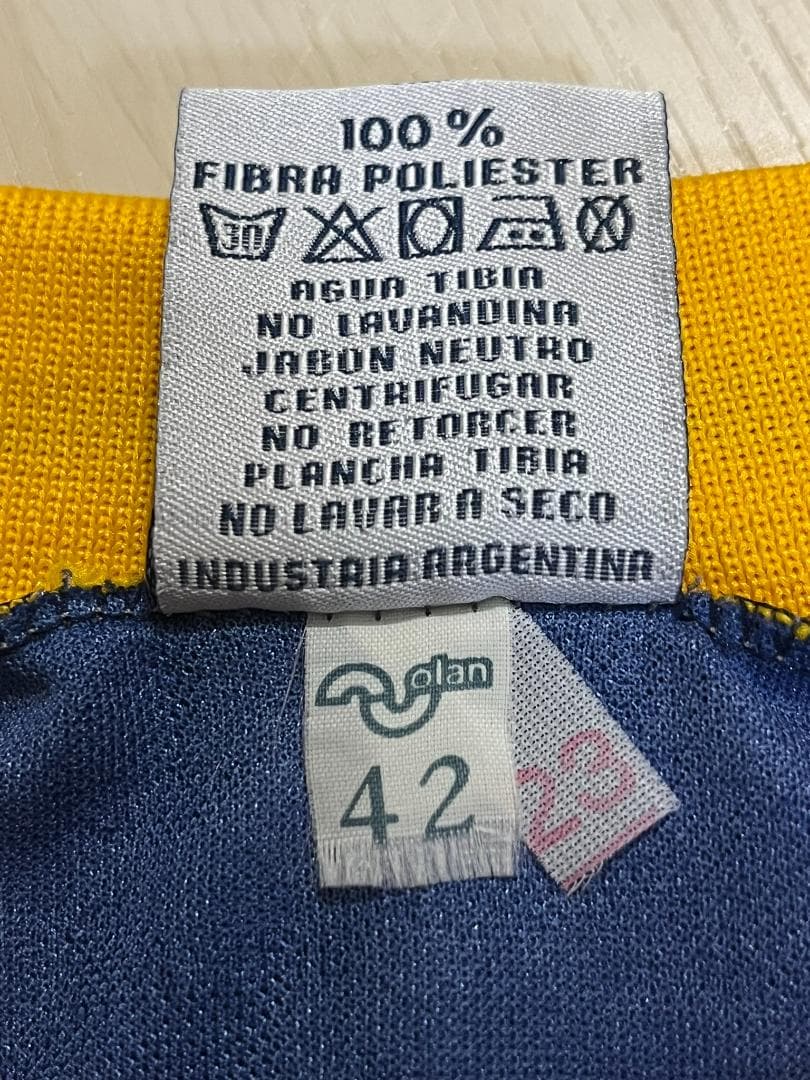 100%
FIBRA POLIESTER
30
AGUA TIBIA
NO LAVANDINA
JABON NEUTRO
CENTRIFUGAR
NO RETORCER
PLANCHA TIBIA
NO LAVAR A SECO
INDUSTRIA ARGENTINA
olan
42
23